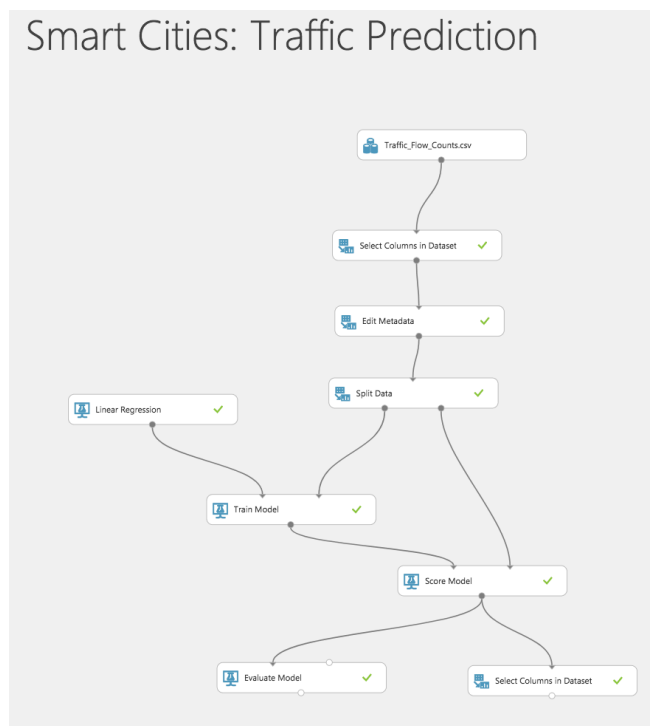 Smart Cities: Traffic Prediction
Traffic_Flow_Counts.csv
Select Columns in Dataset
Edit Metadata
Split Data
Linear Regression
Train Model
Score Model
Evaluate Model
Select Columns in Dataset